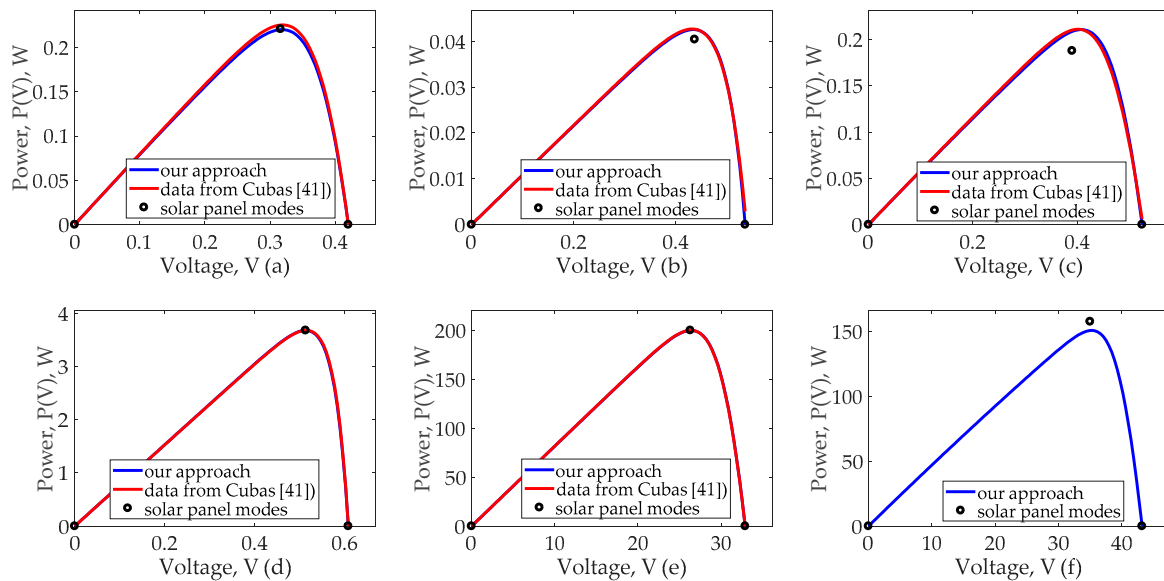 Power, P(V), W
0.2
0.15
0.1
0.05
0
our approach
data from Cubas [41])
solar panel modes
0 0.1 0.2 0.3 0.4
Voltage, V (a)
Power, P(V), W
0.04
0.03
0.02
0.01
0
our approach
data from Cubas [41])
solar panel modes
0 0.2 0.4
Voltage, V (b)
Power, P(V), W
0.2
0.15
0.1
0.05
0
our approach
data from Cubas [41])
solar panel modes
0 0.2 0.4
Voltage, V (c)
Power, P(V), W
4
3
2
1
0
our approach
data from Cubas [41])
solar panel modes
0 0.2 0.4 0.6
Voltage, V (d)
Power, P(V), W
200
150
100
50
0
our approach
data from Cubas [41])
solar panel modes
0 10 20 30
Voltage, V (e)
Power, P(V), W
150
100
50
0
our approach
solar panel modes
0 10 20 30 40
Voltage, V (f)